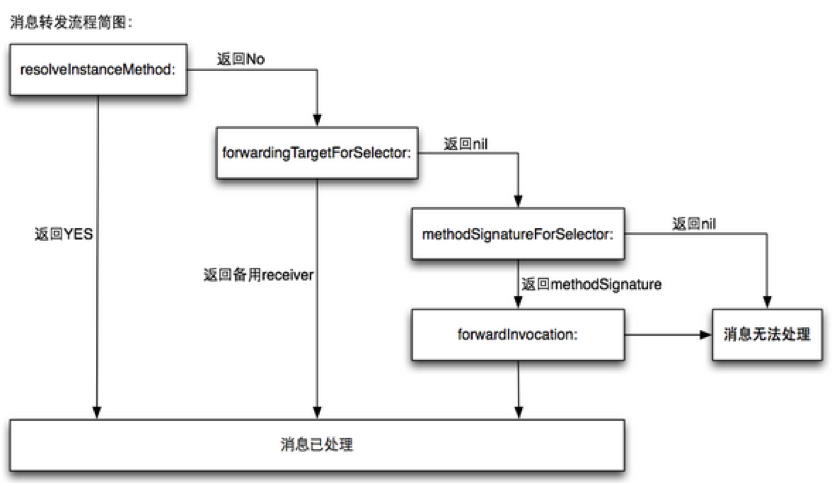 消息转发流程简图：
resolveInstanceMethod:
返回No
forwardingTargetForSelector:
返回nil
methodSignatureForSelector:
返回nil
返回YES
返回备用receiver
返回methodSignature
forwardInvocation:
消息无法处理
消息已处理